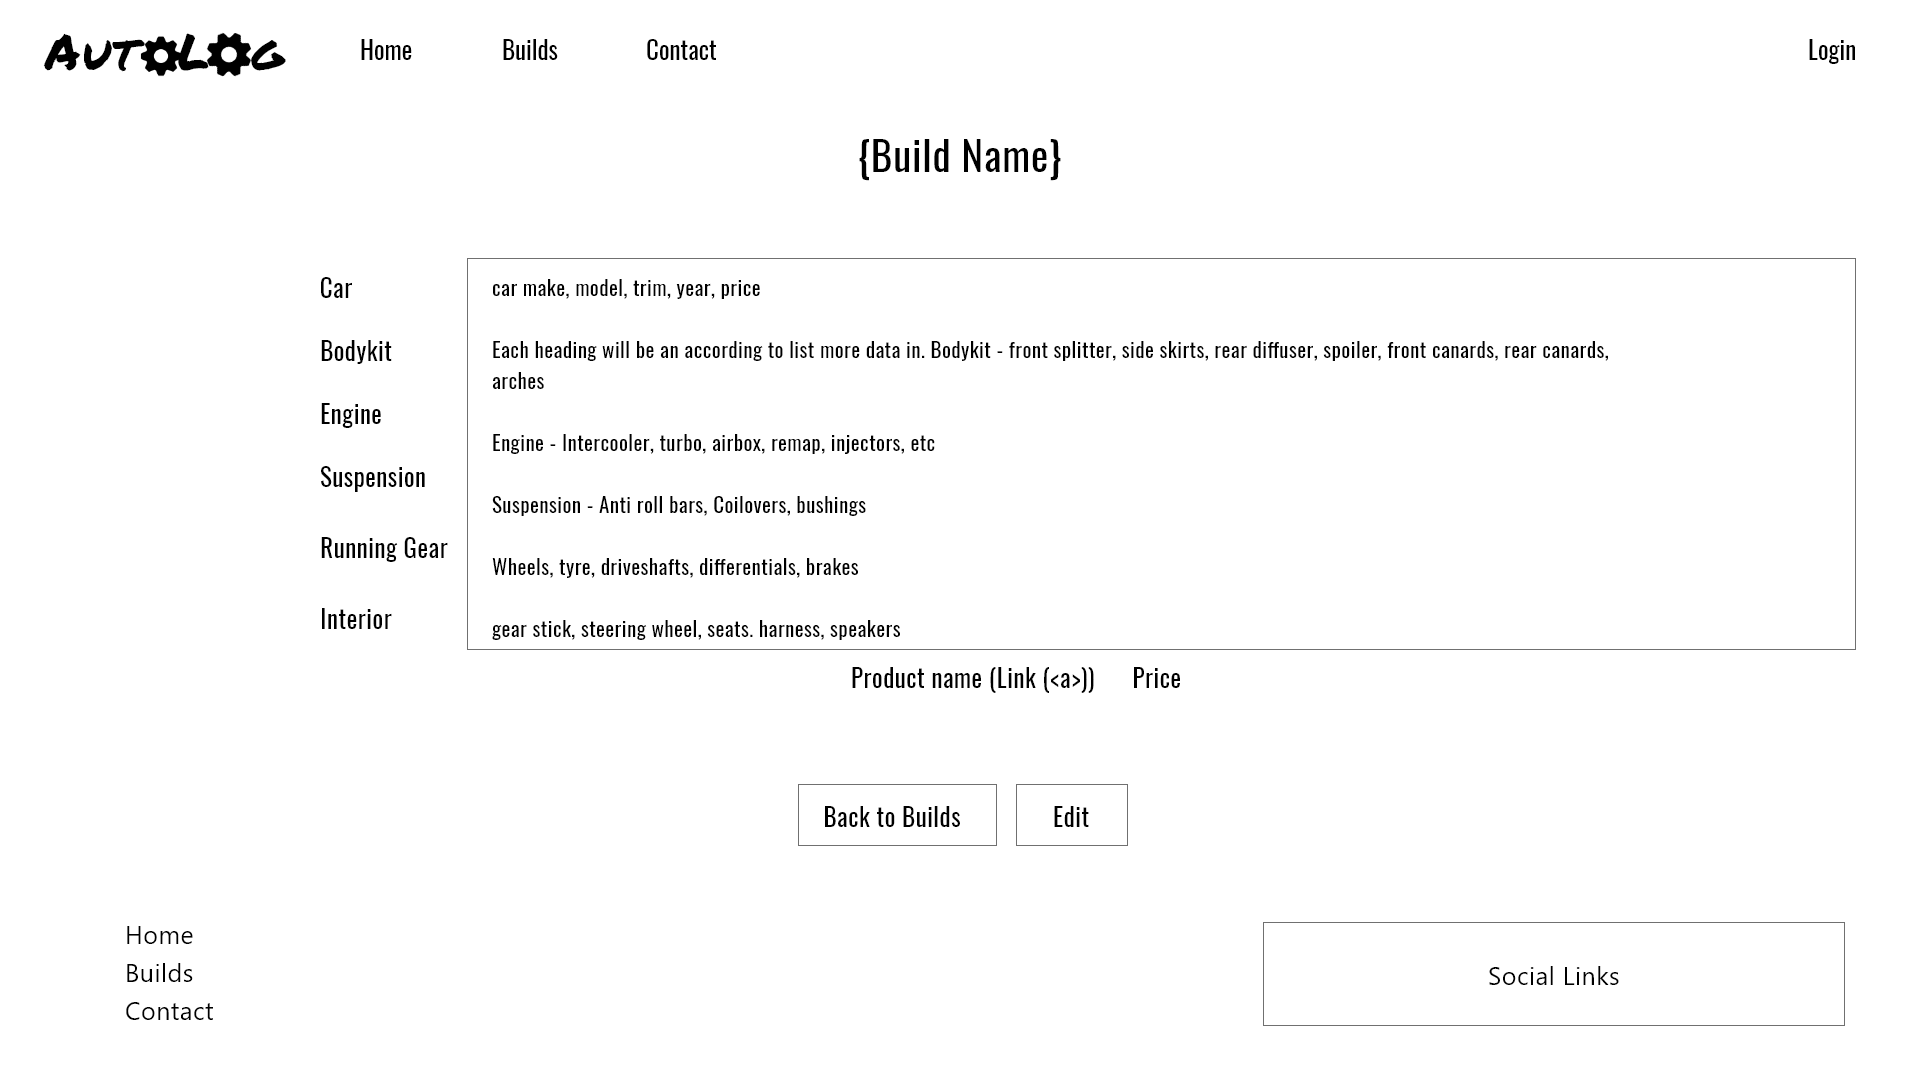 AUTOLOG Home Builds Contact Login
{Build Name}
Car
Bodykit
Engine
Suspension
Running Gear
Interior
car make, model, trim, year, price
Each heading will be an according to list more data in. Bodykit - front splitter, side skirts, rear diffuser, spoiler, front canards, rear canards,
arches
Engine - Intercooler, turbo, airbox, remap, injectors, etc
Suspension - Anti roll bars, Coilovers, bushings
Wheels, tyre, driveshafts, differentials, brakes
gear stick, steering wheel, seats. harness, speakers
Product name (Link (<a>)) Price
Back to Builds Edit
Home
Builds
Contact
Social Links